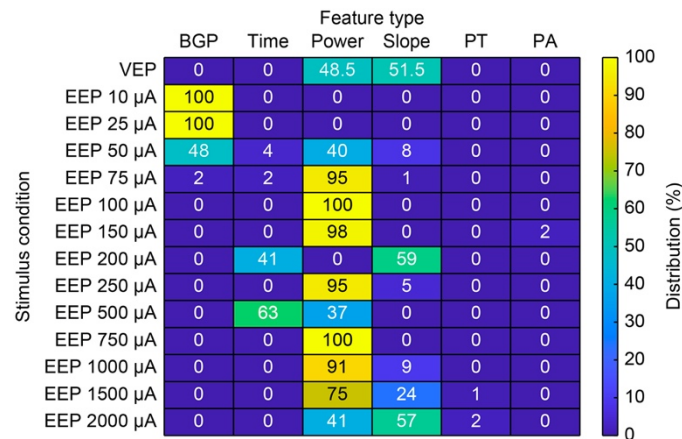 Feature type
BGP Time Power Slope PT PA
VEP 0 0 48.5 51.5 0 0
EEP 10 µA 100 0 0 0 0 0
EEP 25 µA 100 0 0 0 0 0
EEP 50 µA 48 4 40 8 0 0
EEP 75 µA 2 2 95 1 0 0
EEP 100 µA 0 0 100 0 0 0
EEP 150 µA 0 0 98 0 0 2
EEP 200 µA 0 41 0 59 0 0
EEP 250 µA 0 0 95 5 0 0
EEP 500 µA 0 63 37 0 0 0
EEP 750 µA 0 0 100 0 0 0
EEP 1000 µA 0 0 91 9 0 0
EEP 1500 µA 0 0 75 24 1 0
EEP 2000 µA 0 0 41 57 2 0
Stimulus condition
100
90
80
70
60
50
40
30
20
10
0
Distribution (%)